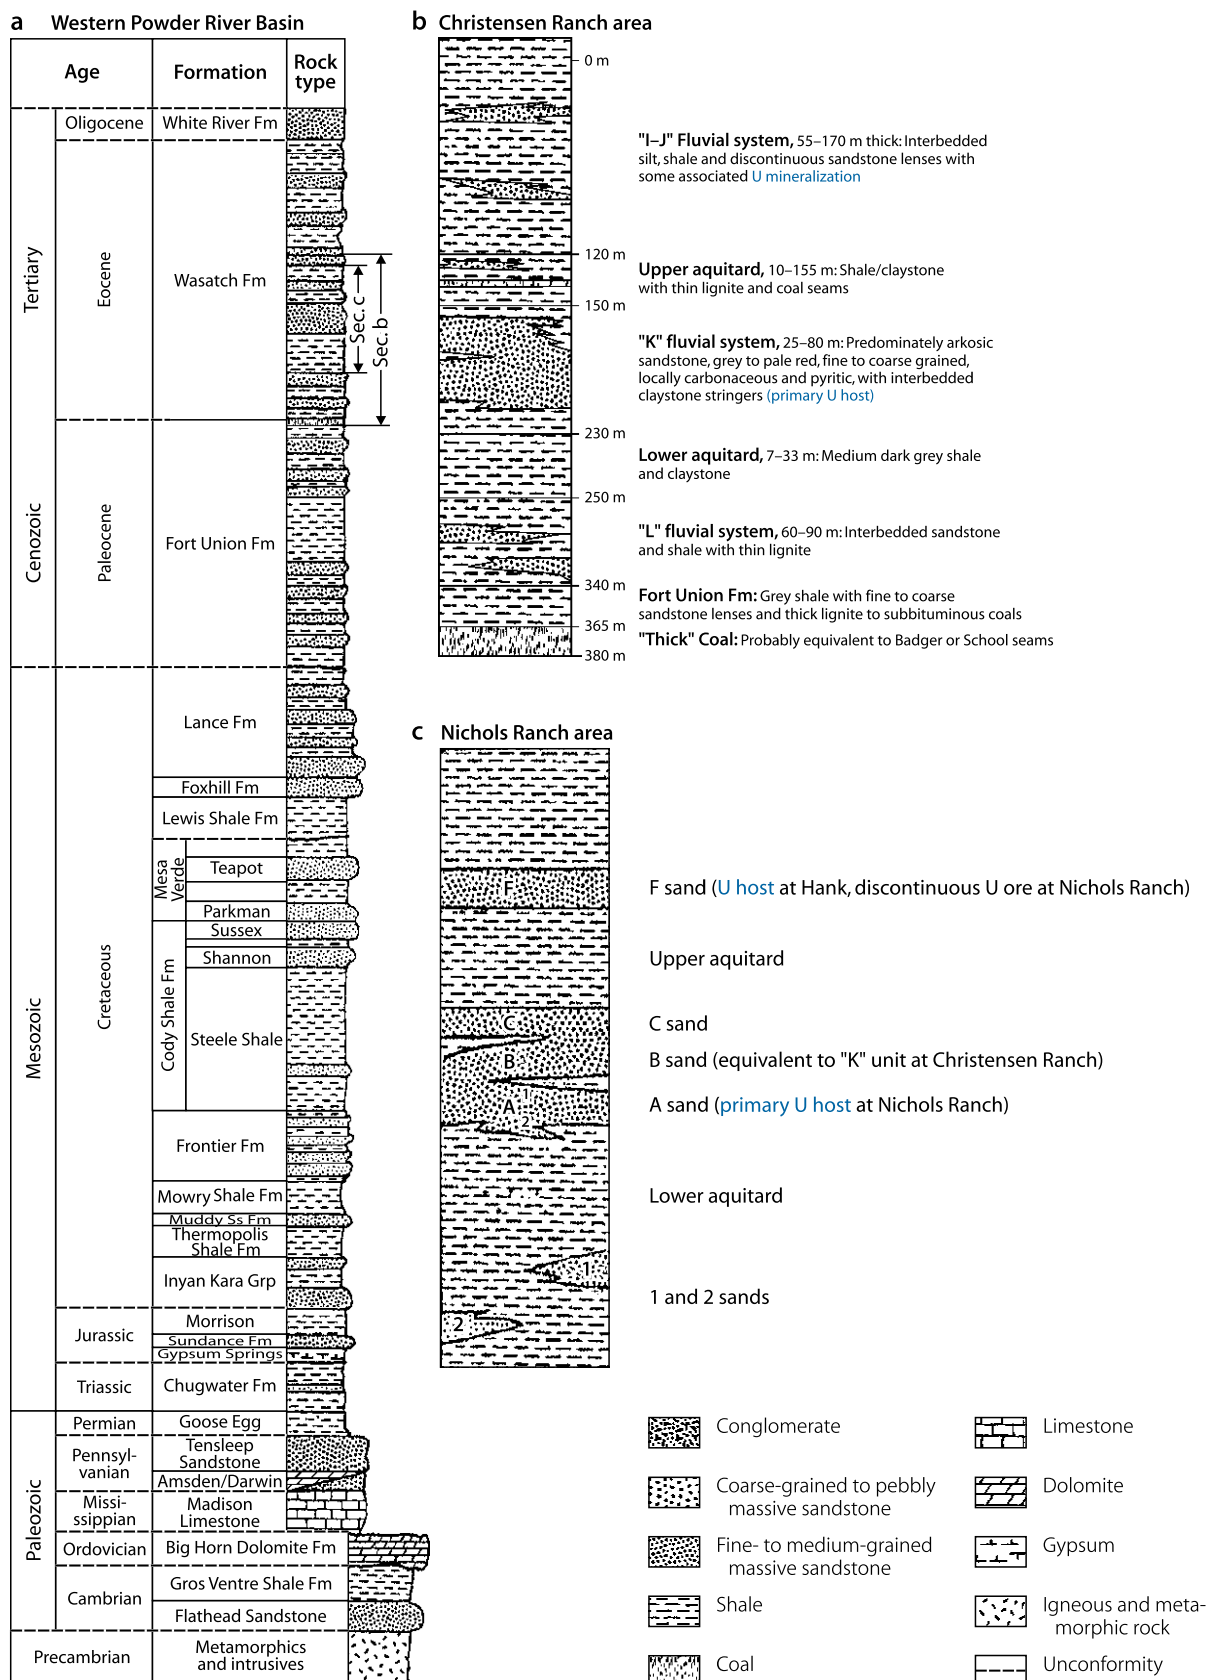 a Western Powder River Basin
Age
Formation
Rock
type
Cenozoic
Tertiary
Oligocene
White River Fm
Eocene
Wasatch Fm
Sec. c
Sec. b
Paleocene
Fort Union Fm
Mesozoic
Cretaceous
Lance Fm
Foxhill Fm
Lewis Shale Fm
Mesa
Verde
Teapot
Parkman
Cody Shale Fm
Sussex
Shannon
Steele Shale
Frontier Fm
Mowry Shale Fm
Muddy Ss Fm
Thermopolis
Shale Fm
Inyan Kara Grp
Jurassic
Morrison
Sundance Fm
Gypsum Springs
Triassic
Chugwater Fm
Paleozoic
Permian
Goose Egg
Pennsyl-
vanian
Tensleep
Sandstone
Amsden/Darwin
Missi-
ssippian
Madison
Limestone
Ordovician
Big Horn Dolomite Fm
Cambrian
Gros Ventre Shale Fm
Flathead Sandstone
Precambrian
Metamorphics
and intrusives
b Christensen Ranch area
0 m
"I–J" Fluvial system, 55–170 m thick: Interbedded
silt, shale and discontinuous sandstone lenses with
some associated U mineralization
120 m
Upper aquitard, 10–155 m: Shale/claystone
with thin lignite and coal seams
150 m
"K" fluvial system, 25–80 m: Predominately arkosic
sandstone, grey to pale red, fine to coarse grained,
locally carbonaceous and pyritic, with interbedded
claystone stringers (primary U host)
230 m
Lower aquitard, 7–33 m: Medium dark grey shale
and claystone
250 m
"L" fluvial system, 60–90 m: Interbedded sandstone
and shale with thin lignite
340 m
Fort Union Fm: Grey shale with fine to coarse
sandstone lenses and thick lignite to subbituminous coals
365 m
"Thick" Coal: Probably equivalent to Badger or School seams
380 m
c Nichols Ranch area
F
F sand (U host at Hank, discontinuous U ore at Nichols Ranch)
Upper aquitard
C
C sand
B
B sand (equivalent to "K" unit at Christensen Ranch)
1
A
2
A sand (primary U host at Nichols Ranch)
Lower aquitard
1
1 and 2 sands
2
Conglomerate
Coarse-grained to pebbly
massive sandstone
Fine- to medium-grained
massive sandstone
Shale
Coal
Limestone
Dolomite
Gypsum
Igneous and meta-
morphic rock
Unconformity